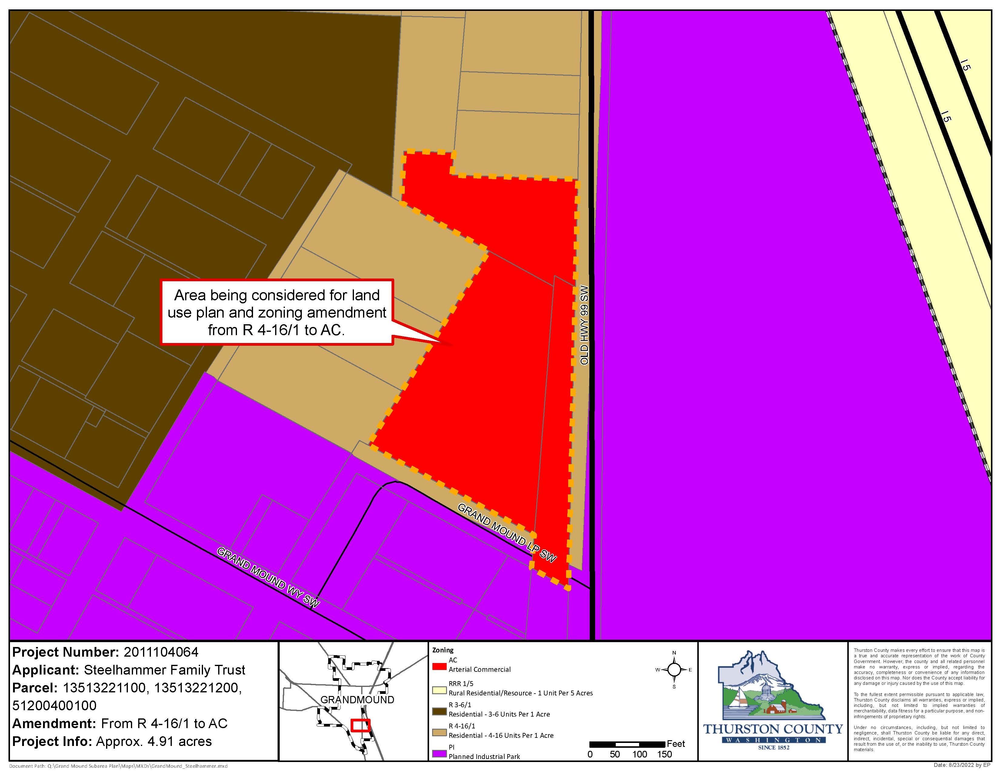 I 5
I 5
Area being considered for land
use plan and zoning amendment
from R 4-16/1 to AC.
OLD HWY 99 SW
GRAND MOUND LP SW
GRAND MOUND WY SW
Project Number: 2011104064
Applicant: Steelhammer Family Trust
Parcel: 13513221100, 13513221200,
51200400100
Amendment: From R 4-16/1 to AC
Project Info: Approx. 4.91 acres
GRANDMOUND
Zoning
AC
Arterial Commercial
RRR 1/5
Rural Residential/Resource - 1 Unit Per 5 Acres
R 3-6/1
Residential - 3-6 Units Per 1 Acre
R 4-16/1
Residential - 4-16 Units Per 1 Acre
PI
Planned Industrial Park
N
W E
S
Feet
0 50 100 150
THURSTON COUNTY
WASHINGTON
SINCE 1852
Thurston County makes every effort to ensure that this map is
a true and accurate representation of the work of County
Government. However, the county and all related personnel
make no warranty, express or implied, regarding the
accuracy, completeness or convenience of any information
disclosed on this map. Nor does the County accept liability for
any damage or injury caused by the use of this map.
To the fullest extent permissible pursuant to applicable law,
Thurston County disclaims all warranties, express or implied,
including, but not limited to implied warranties of
merchantability, data fitness for a particular purpose, and non-
infringements of proprietary rights.
Under no circumstances, including, but not limited to
negligence, shall Thurston County be liable for any direct,
indirect, incidental, special or consequential damages that
result from the use of, or the inability to use, Thurston County
materials.
Document Path: Q:\Grand Mound Subarea Plan\Maps\MXDs\GrandMound_Steelhammer.mxd
Date: 8/23/2022 by EP